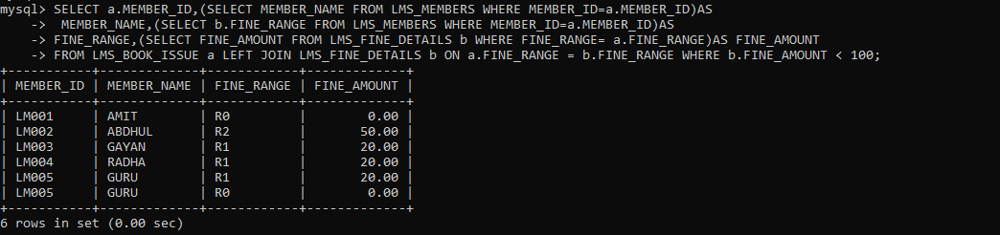 mysql> SELECT a.MEMBER_ID,(SELECT MEMBER_NAME FROM LMS_MEMBERS WHERE MEMBER_ID=a.MEMBER_ID)AS
    ->  MEMBER_NAME,(SELECT b.FINE_RANGE FROM LMS_MEMBERS WHERE MEMBER_ID=a.MEMBER_ID)AS
    -> FINE_RANGE,(SELECT FINE_AMOUNT FROM LMS_FINE_DETAILS b WHERE FINE_RANGE= a.FINE_RANGE)AS FINE_AMOUNT
    -> FROM LMS_BOOK_ISSUE a LEFT JOIN LMS_FINE_DETAILS b ON a.FINE_RANGE = b.FINE_RANGE WHERE b.FINE_AMOUNT < 100;
+-----------+-------------+------------+-------------+
| MEMBER_ID | MEMBER_NAME | FINE_RANGE | FINE_AMOUNT |
+-----------+-------------+------------+-------------+
| LM001     | AMIT        | R0         |        0.00 |
| LM002     | ABDHUL      | R2         |       50.00 |
| LM003     | GAYAN       | R1         |       20.00 |
| LM004     | RADHA       | R1         |       20.00 |
| LM005     | GURU        | R1         |       20.00 |
| LM005     | GURU        | R0         |        0.00 |
+-----------+-------------+------------+-------------+
6 rows in set (0.00 sec)